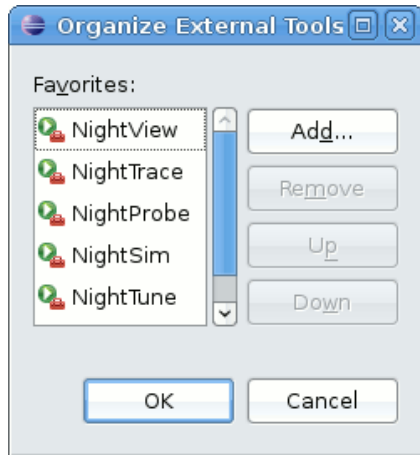 Organize External Tools
Favorites:
NightView
NightTrace
NightProbe
NightSim
NightTune
Add...
Remove
Up
Down
OK
Cancel